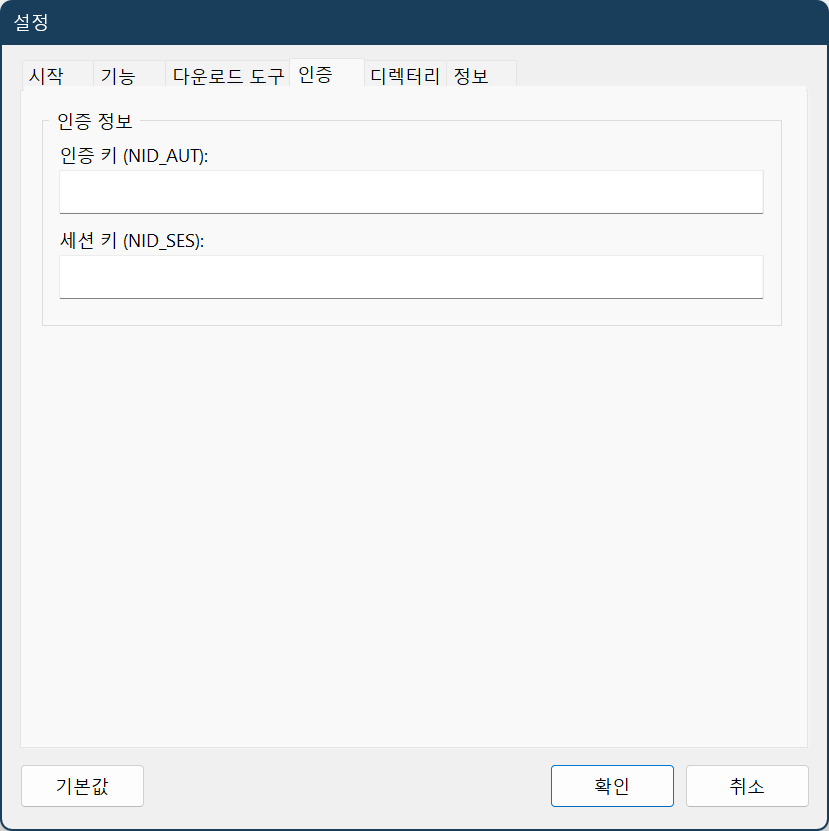 설정
시작 기능 다운로드 도구 인증 디렉터리 정보
인증 정보
인증 키 (NID_AUT):
세션 키 (NID_SES):
기본값 확인 취소